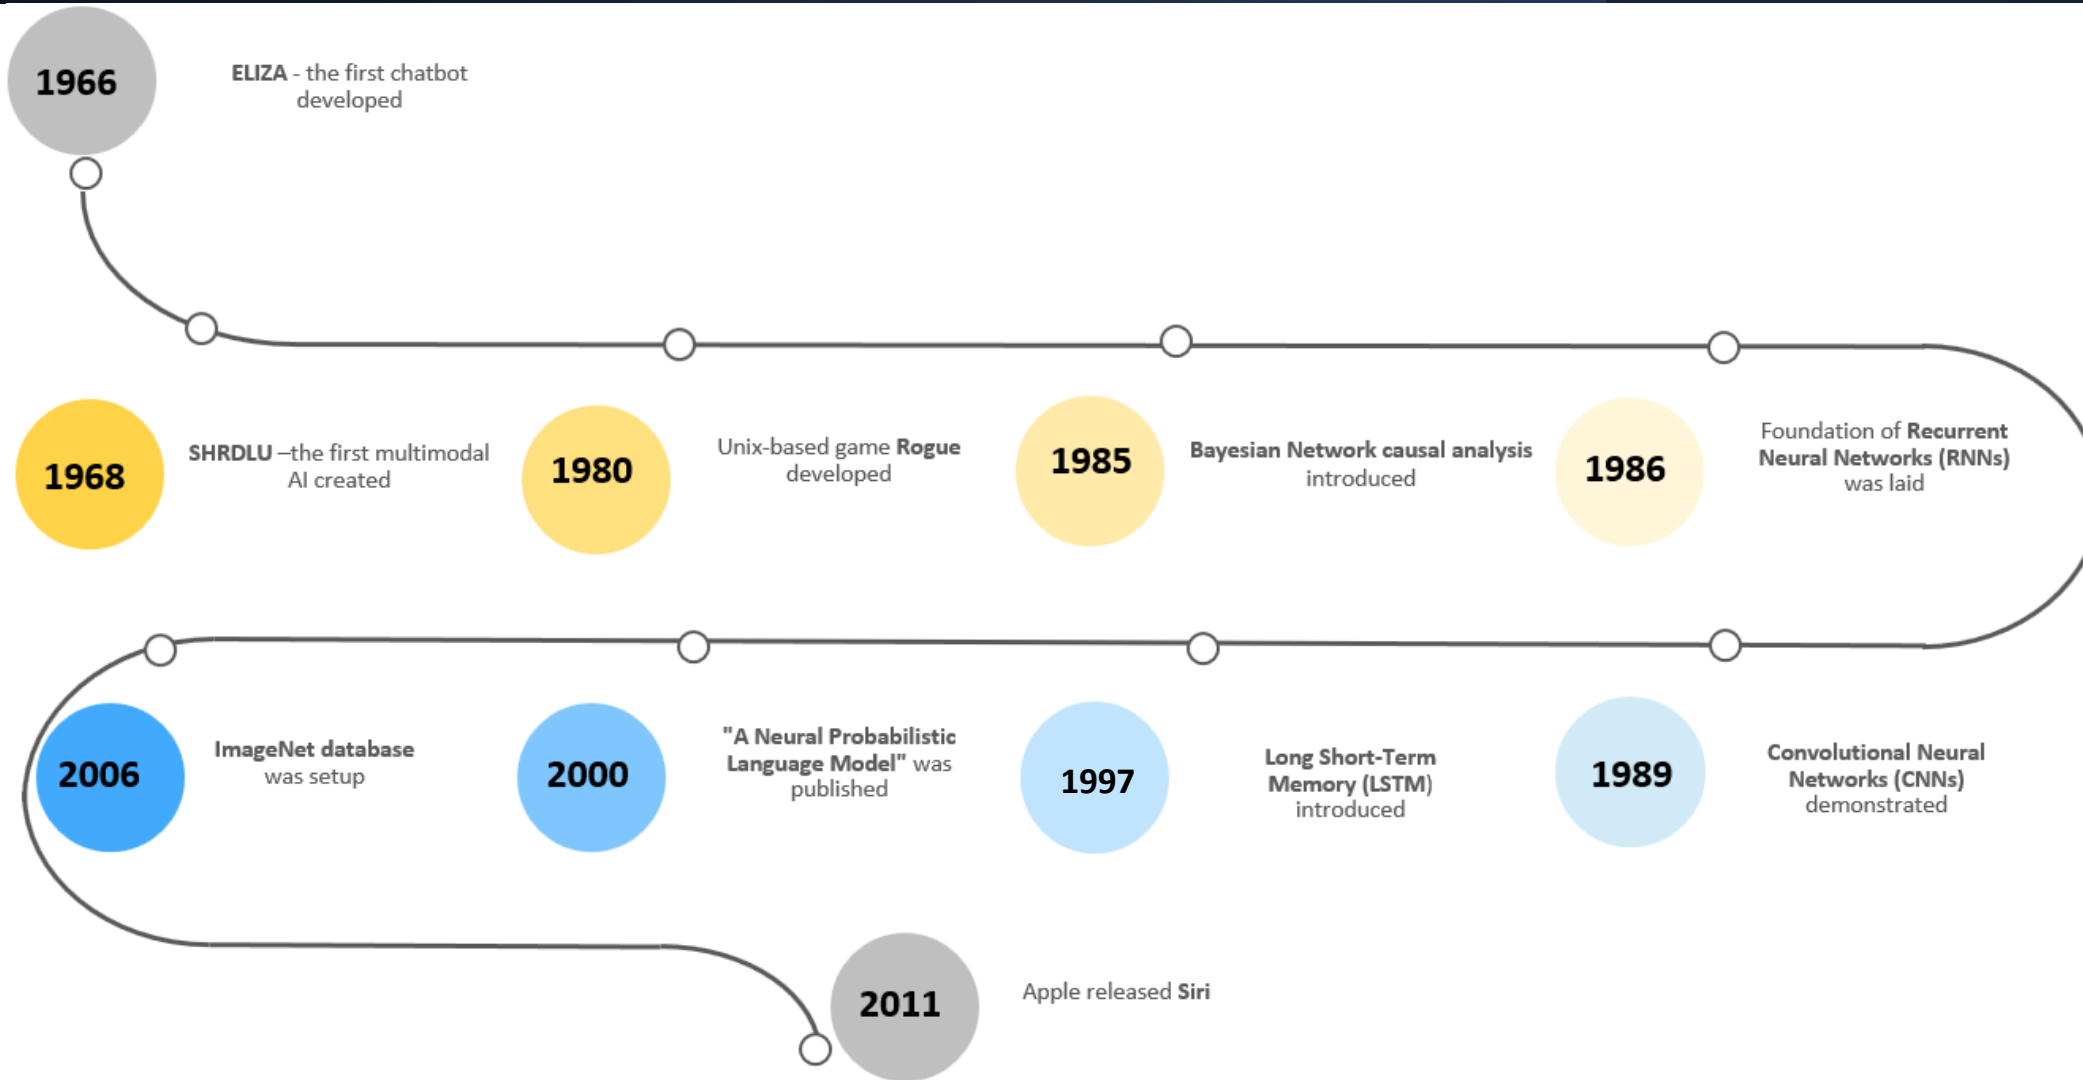 1966
ELIZA - the first chatbot
developed
1968
SHRDLU –the first multimodal
AI created
1980
Unix-based game Rogue
developed
1985
Bayesian Network causal analysis
introduced
1986
Foundation of Recurrent
Neural Networks (RNNs)
was laid
2006
ImageNet database
was setup
2000
"A Neural Probabilistic
Language Model" was
published
1997
Long Short-Term
Memory (LSTM)
introduced
1989
Convolutional Neural
Networks (CNNs)
demonstrated
2011
Apple released Siri